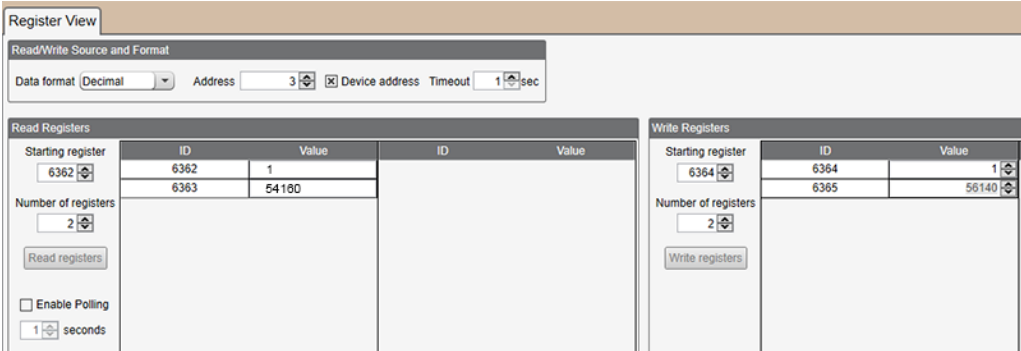 Register View
Read/Write Source and Format
Data format Decimal Address 3 Device address Timeout 1 sec
Read Registers
Starting register
6362
Number of registers
2
Read registers
Enable Polling
1 seconds
ID Value ID Value
6362 1
6363 54160
Write Registers
Starting register
6364
Number of registers
2
Write registers
ID Value
6364 1
6365 56140